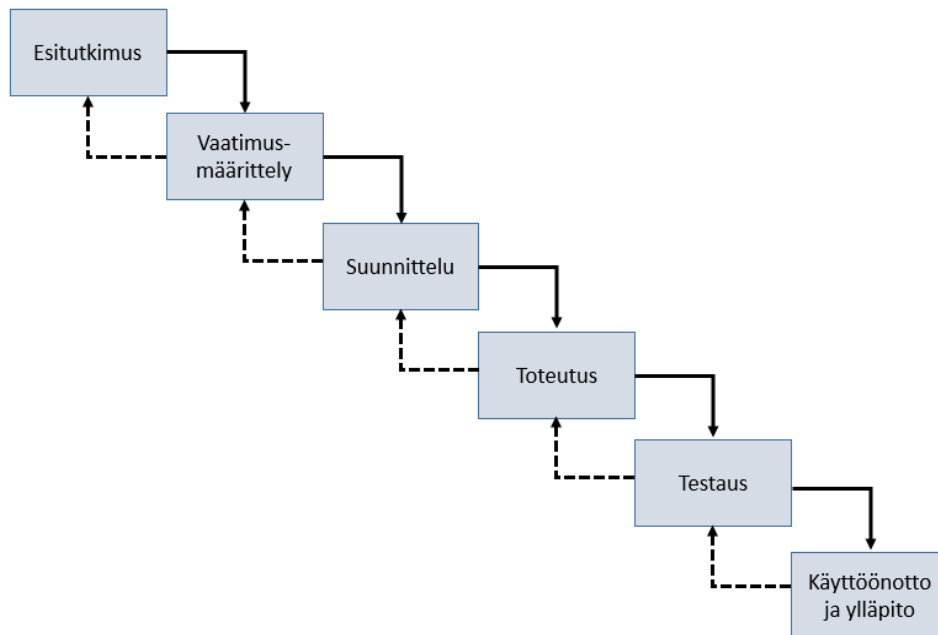 Esitutkimus
Vaatimus-
määrittely
Suunnittelu
Toteutus
Testaus
Käyttöönotto
ja ylläpito